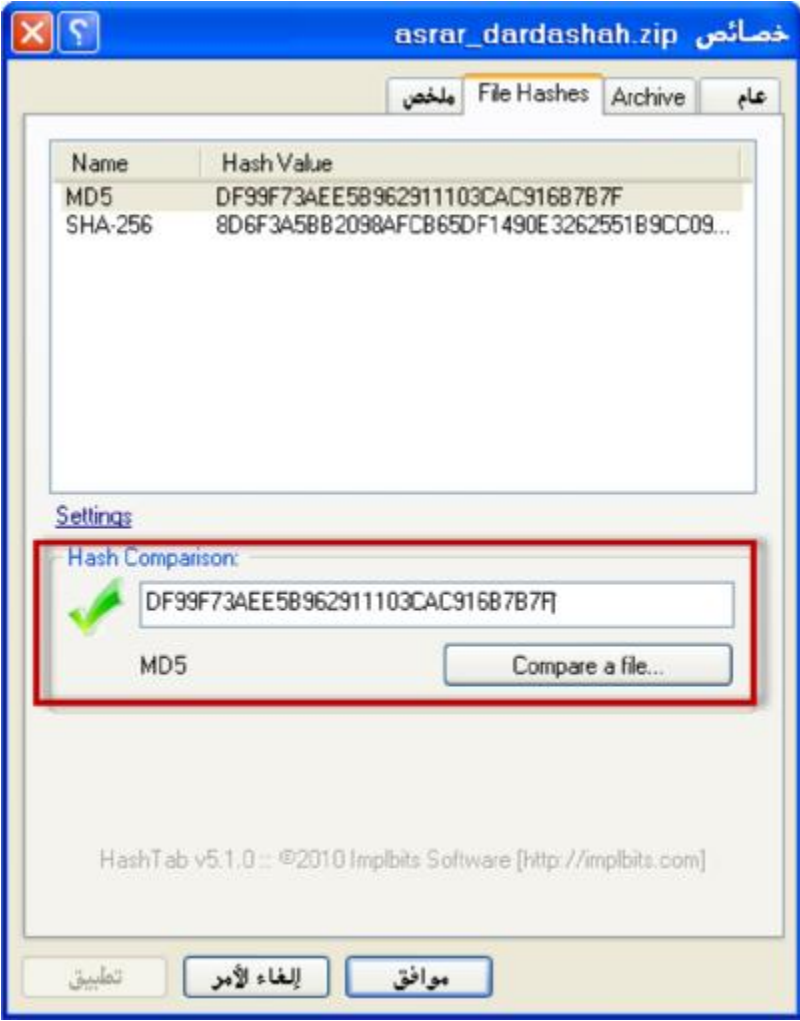 خصائص asrar_dardashah.zip
عام Archive File Hashes ملخص
Name Hash Value
MD5 DF99F73AEE5B962911103CAC916B7B7F
SHA-256 8D6F3A5BB2098AFCB65DF1490E3262551B9CC09...
Settings
Hash Comparison:
DF99F73AEE5B962911103CAC916B7B7F
MD5 Compare a file...
HashTab v5.1.0 :: ©2010 Implbits Software [http://implbits.com]
موافق إلغاء الأمر تطبيق